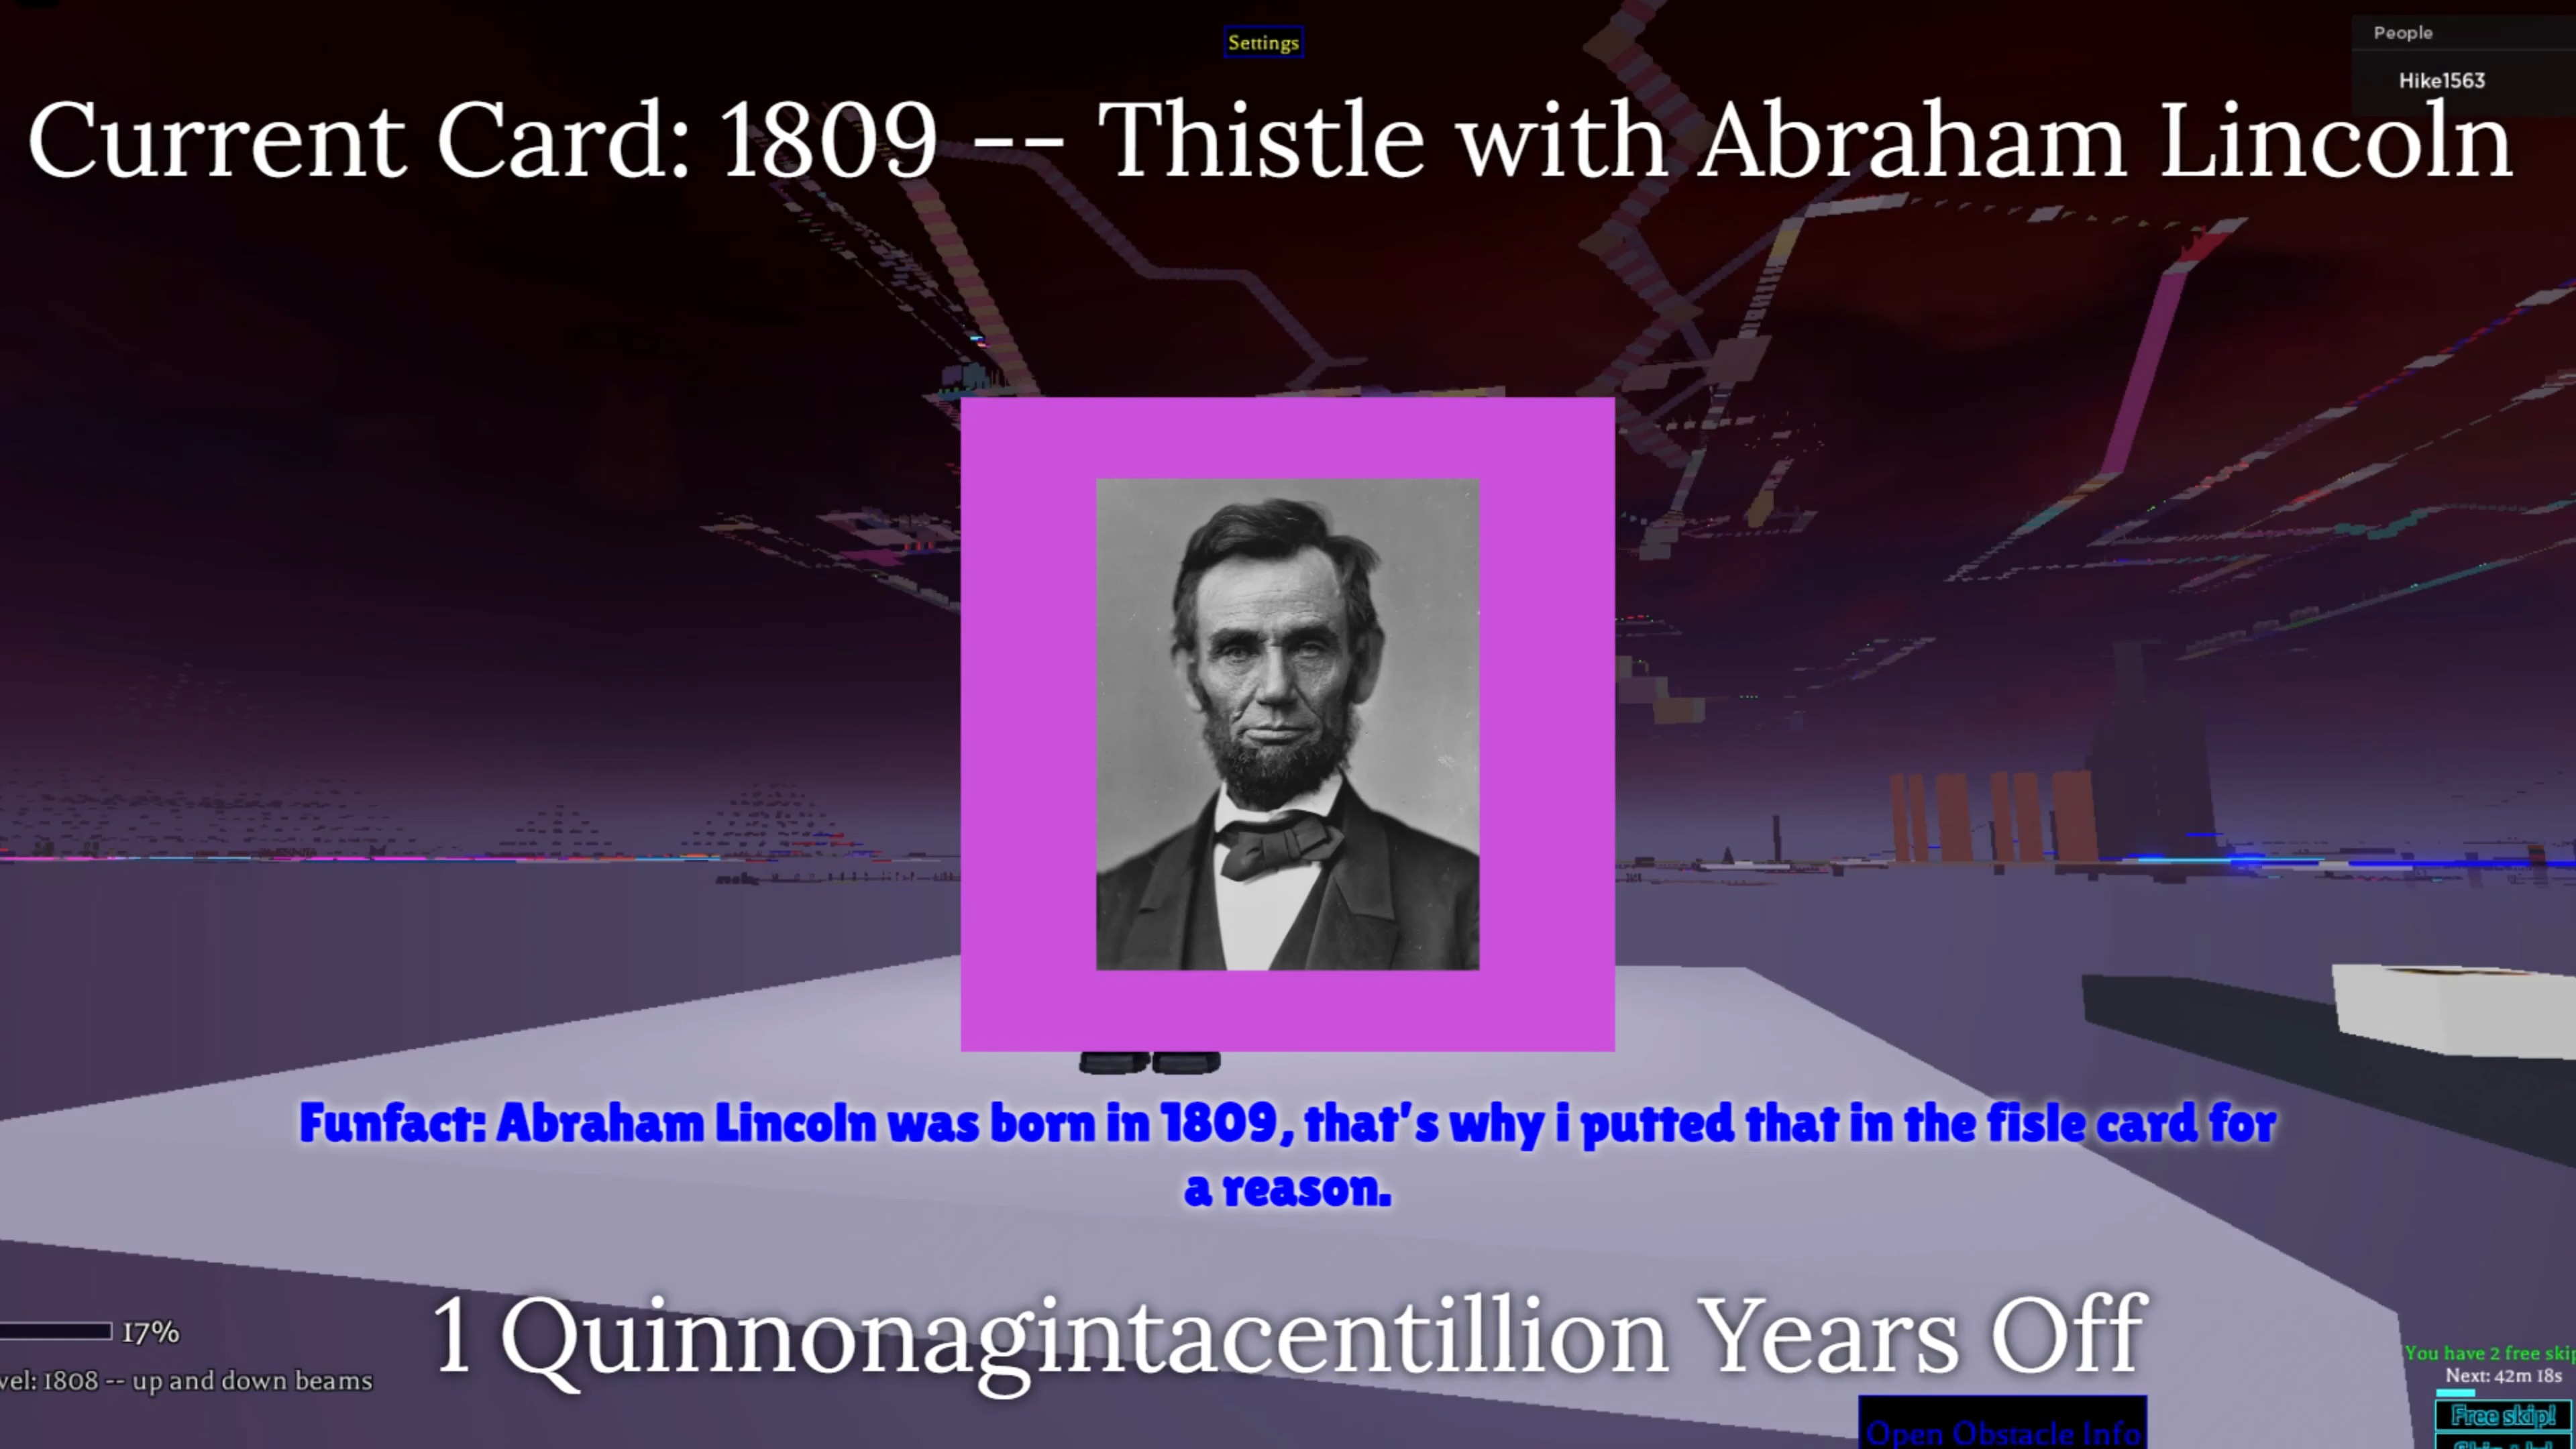 Settings
People
Hike1563
Current Card: 1809 -- Thistle with Abraham Lincoln
Funfact: Abraham Lincoln was born in 1809, that's why i putted that in the fisle card for
a reason.
17%
1 Quinnonagintacentillion Years Off
vel: 1808 -- up and down beams
You have 2 free skip
Next: 42m 18s
Free skip!
Open Obstacle Info